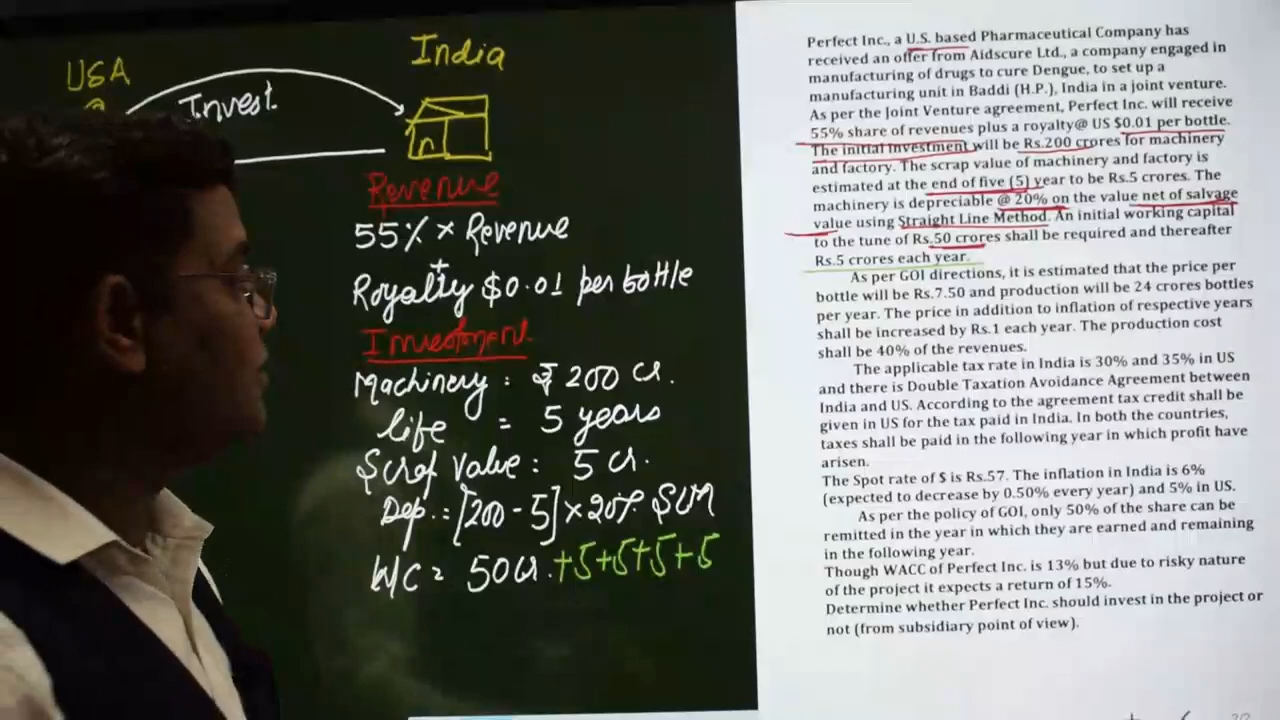 USA
India
Invest.
Revenue
55% × Revenue
+
Royalty $0.01 per bottle
Investment
Machinery : ₹ 200 Cr.
life = 5 years
Scrap Value : 5 Cr.
Dep. : [200 - 5] × 20% SLM
W/C = 50 Cr. +5+5+5+5
Perfect Inc., a U.S. based Pharmaceutical Company has
received an offer from Aidscure Ltd., a company engaged in
manufacturing of drugs to cure Dengue, to set up a
manufacturing unit in Baddi (H.P.), India in a joint venture.
As per the Joint Venture agreement, Perfect Inc. will receive
55% share of revenues plus a royalty@ US $0.01 per bottle.
The initial investment will be Rs.200 crores for machinery
and factory. The scrap value of machinery and factory is
estimated at the end of five (5) year to be Rs.5 crores. The
machinery is depreciable @ 20% on the value net of salvage
value using Straight Line Method. An initial working capital
to the tune of Rs.50 crores shall be required and thereafter
Rs.5 crores each year.
As per GOI directions, it is estimated that the price per
bottle will be Rs.7.50 and production will be 24 crores bottles
per year. The price in addition to inflation of respective years
shall be increased by Rs.1 each year. The production cost
shall be 40% of the revenues.
The applicable tax rate in India is 30% and 35% in US
and there is Double Taxation Avoidance Agreement between
India and US. According to the agreement tax credit shall be
given in US for the tax paid in India. In both the countries,
taxes shall be paid in the following year in which profit have
arisen.
The Spot rate of $ is Rs.57. The inflation in India is 6%
(expected to decrease by 0.50% every year) and 5% in US.
As per the policy of GOI, only 50% of the share can be
remitted in the year in which they are earned and remaining
in the following year.
Though WACC of Perfect Inc. is 13% but due to risky nature
of the project it expects a return of 15%.
Determine whether Perfect Inc. should invest in the project or
not (from subsidiary point of view).